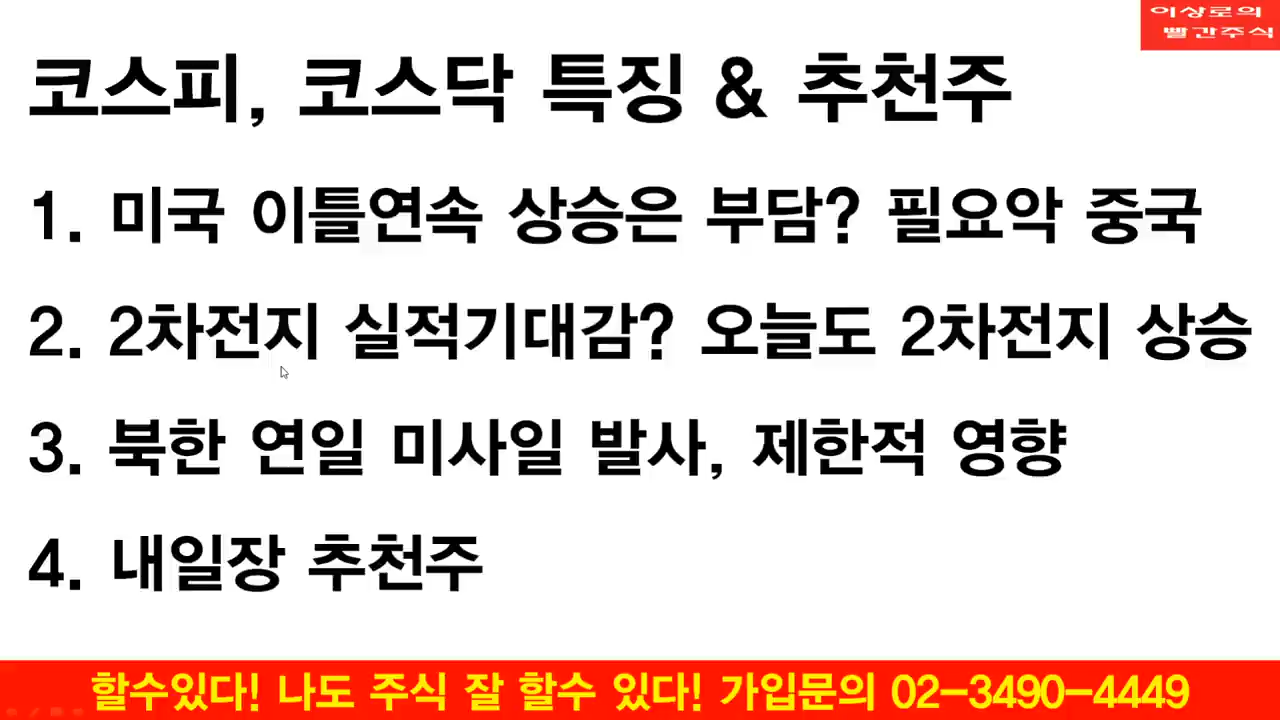 이상로의
빨간주식
코스피, 코스닥 특징 & 추천주
1. 미국 이틀연속 상승은 부담? 필요악 중국
2. 2차전지 실적기대감? 오늘도 2차전지 상승
3. 북한 연일 미사일 발사, 제한적 영향
4. 내일장 추천주
할수있다! 나도 주식 잘 할수 있다! 가입문의 02-3490-4449